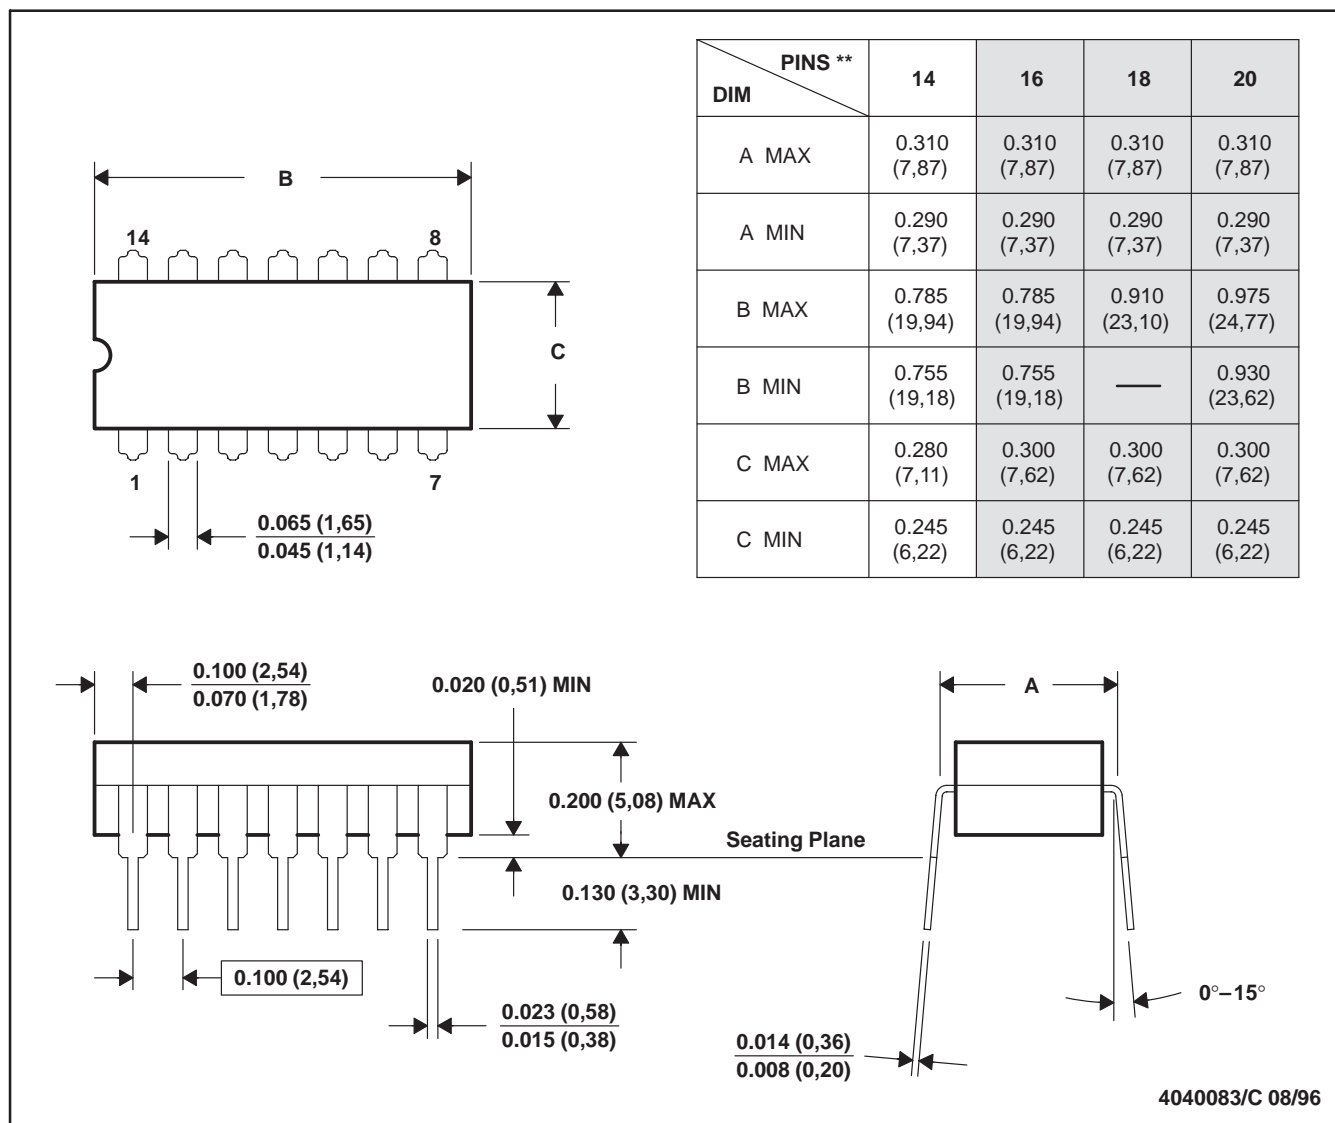 PINS **
DIM
14 16 18 20
A MAX 0.310 (7,87) 0.310 (7,87) 0.310 (7,87) 0.310 (7,87)
A MIN 0.290 (7,37) 0.290 (7,37) 0.290 (7,37) 0.290 (7,37)
B MAX 0.785 (19,94) 0.785 (19,94) 0.910 (23,10) 0.975 (24,77)
B MIN 0.755 (19,18) 0.755 (19,18) — 0.930 (23,62)
C MAX 0.280 (7,11) 0.300 (7,62) 0.300 (7,62) 0.300 (7,62)
C MIN 0.245 (6,22) 0.245 (6,22) 0.245 (6,22) 0.245 (6,22)
B
14 8
C
1 7
0.065 (1,65)
0.045 (1,14)
0.100 (2,54)
0.070 (1,78)
0.020 (0,51) MIN
A
0.200 (5,08) MAX
Seating Plane
0.130 (3,30) MIN
0.100 (2,54)
0°–15°
0.023 (0,58)
0.015 (0,38)
0.014 (0,36)
0.008 (0,20)
4040083/C 08/96